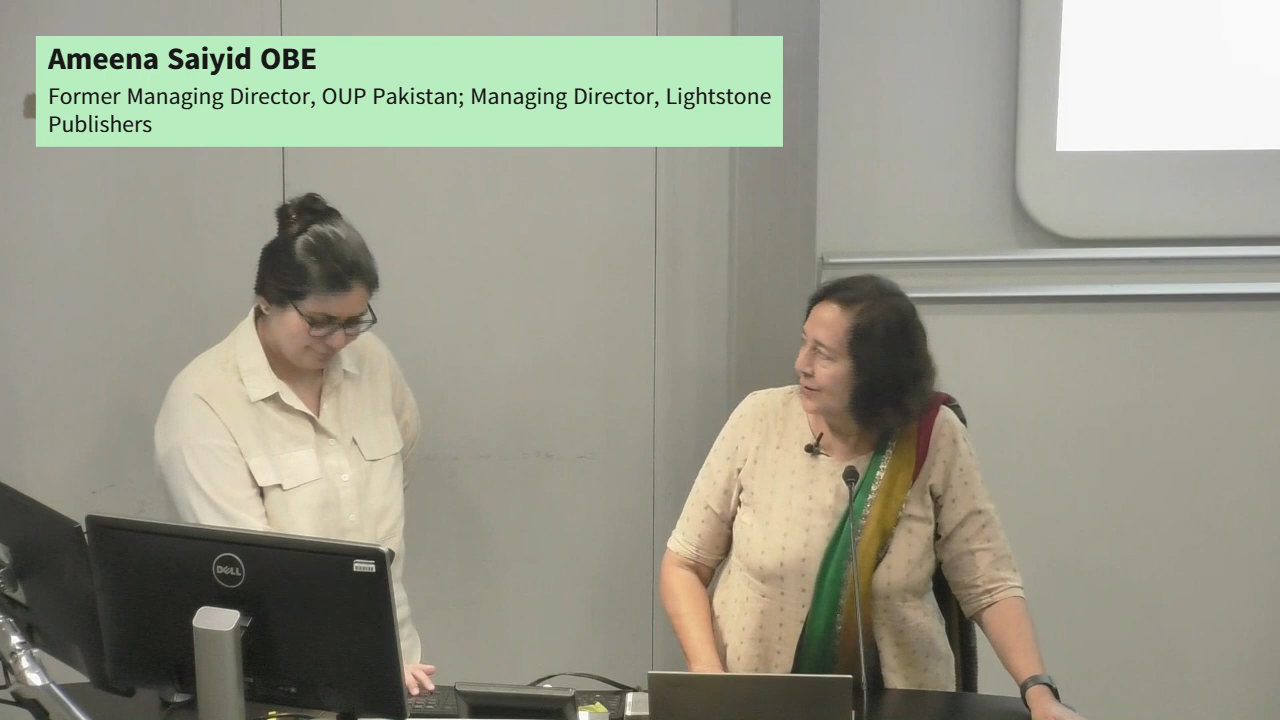 Ameena Saiyid OBE
Former Managing Director, OUP Pakistan; Managing Director, Lightstone
Publishers
DELL